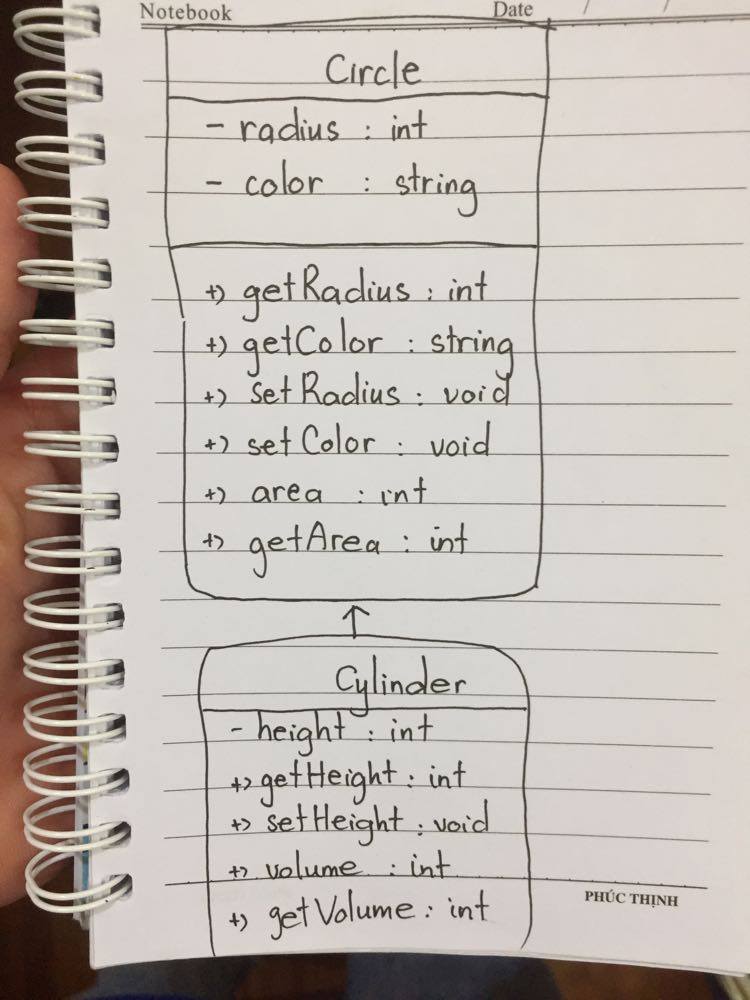 Notebook Date / /
Circle
- radius : int
- color : string
+) getRadius : int
+) getColor : string
+) setRadius : void
+) setColor : void
+) area : int
+) getArea : int
Cylinder
- height : int
+) getHeight : int
+) setHeight : void
+) volume : int
+) getVolume : int
PHÚC THỊNH